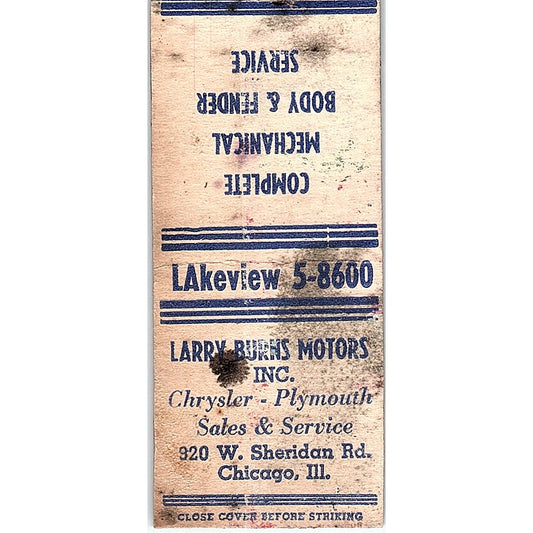 COMPLETE
MECHANICAL
BODY & FENDER
SERVICE
LAkeview 5-8600
LARRY BURNS MOTORS
INC.
Chrysler - Plymouth
Sales & Service
920 W. Sheridan Rd.
Chicago, Ill.
CLOSE COVER BEFORE STRIKING